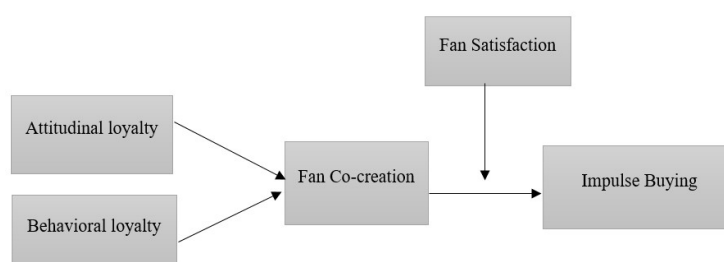 Fan Satisfaction
Attitudinal loyalty
Fan Co-creation
Impulse Buying
Behavioral loyalty